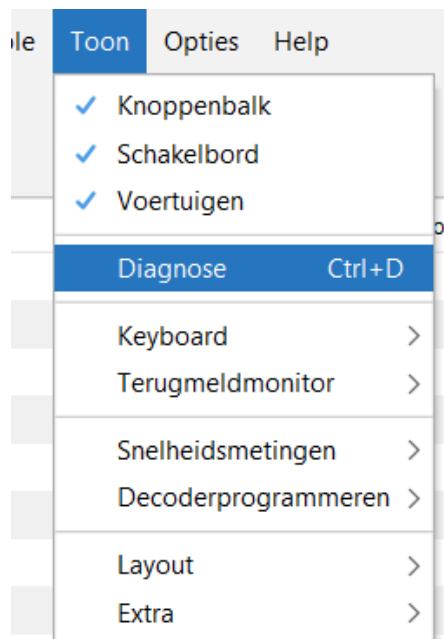 le Toon Opties Help
Knoppenbalk
Schakelbord
Voertuigen
Diagnose Ctrl+D
Keyboard
Terugmeldmonitor
Snelheidsmetingen
Decoderprogrammeren
Layout
Extra